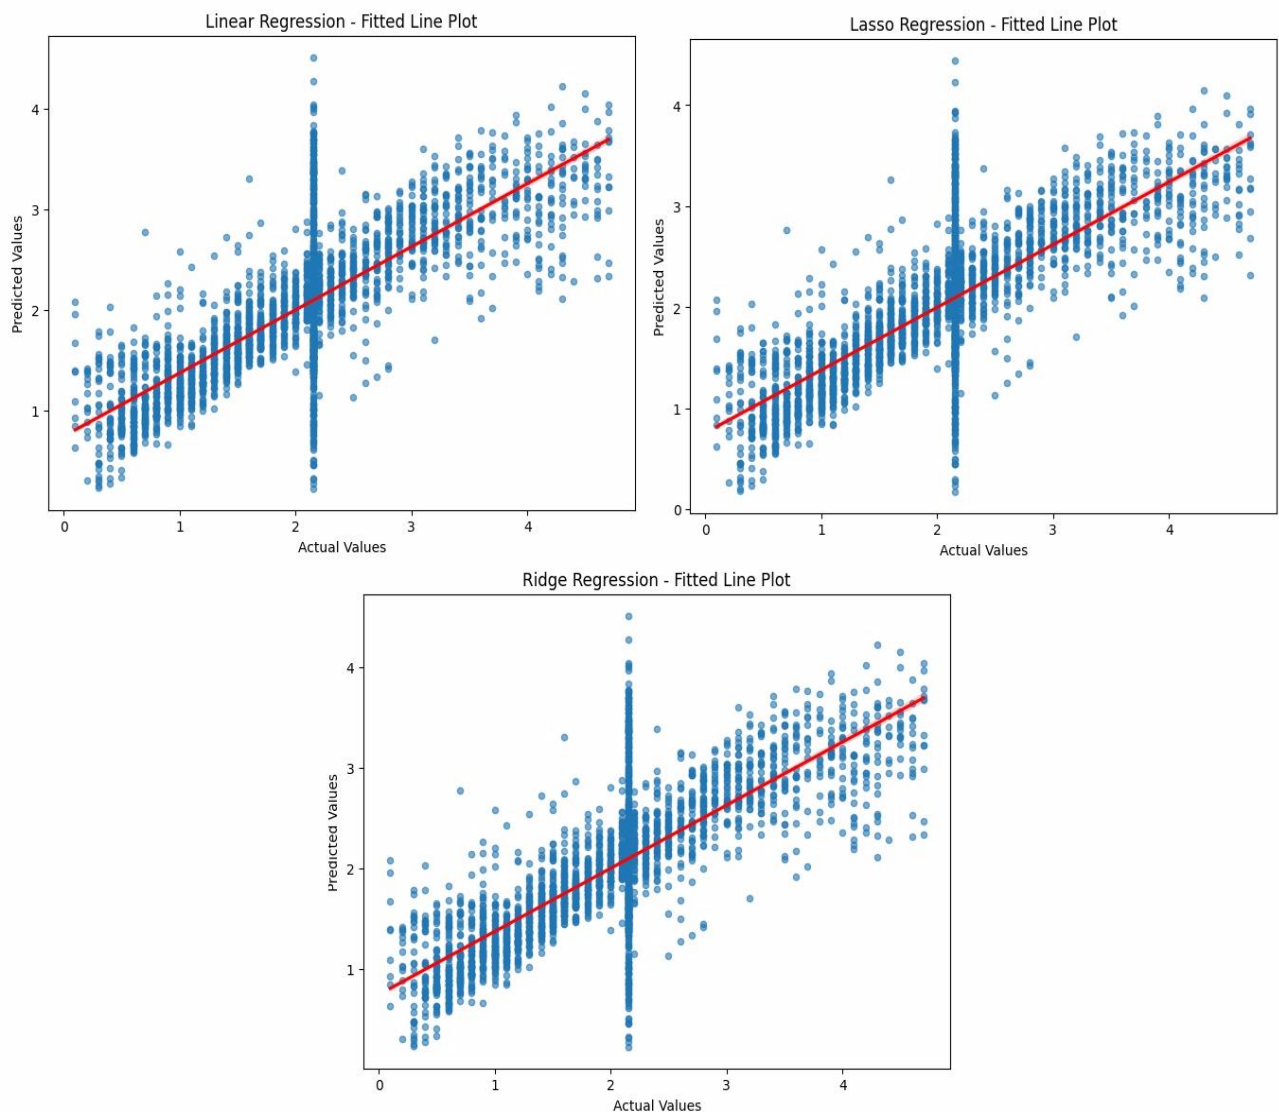 Linear Regression - Fitted Line Plot
Predicted Values
4
3
2
1
0 1 2 3 4
Actual Values
Lasso Regression - Fitted Line Plot
Predicted Values
4
3
2
1
0
0 1 2 3 4
Actual Values
Ridge Regression - Fitted Line Plot
Predicted Values
4
3
2
1
0 1 2 3 4
Actual Values